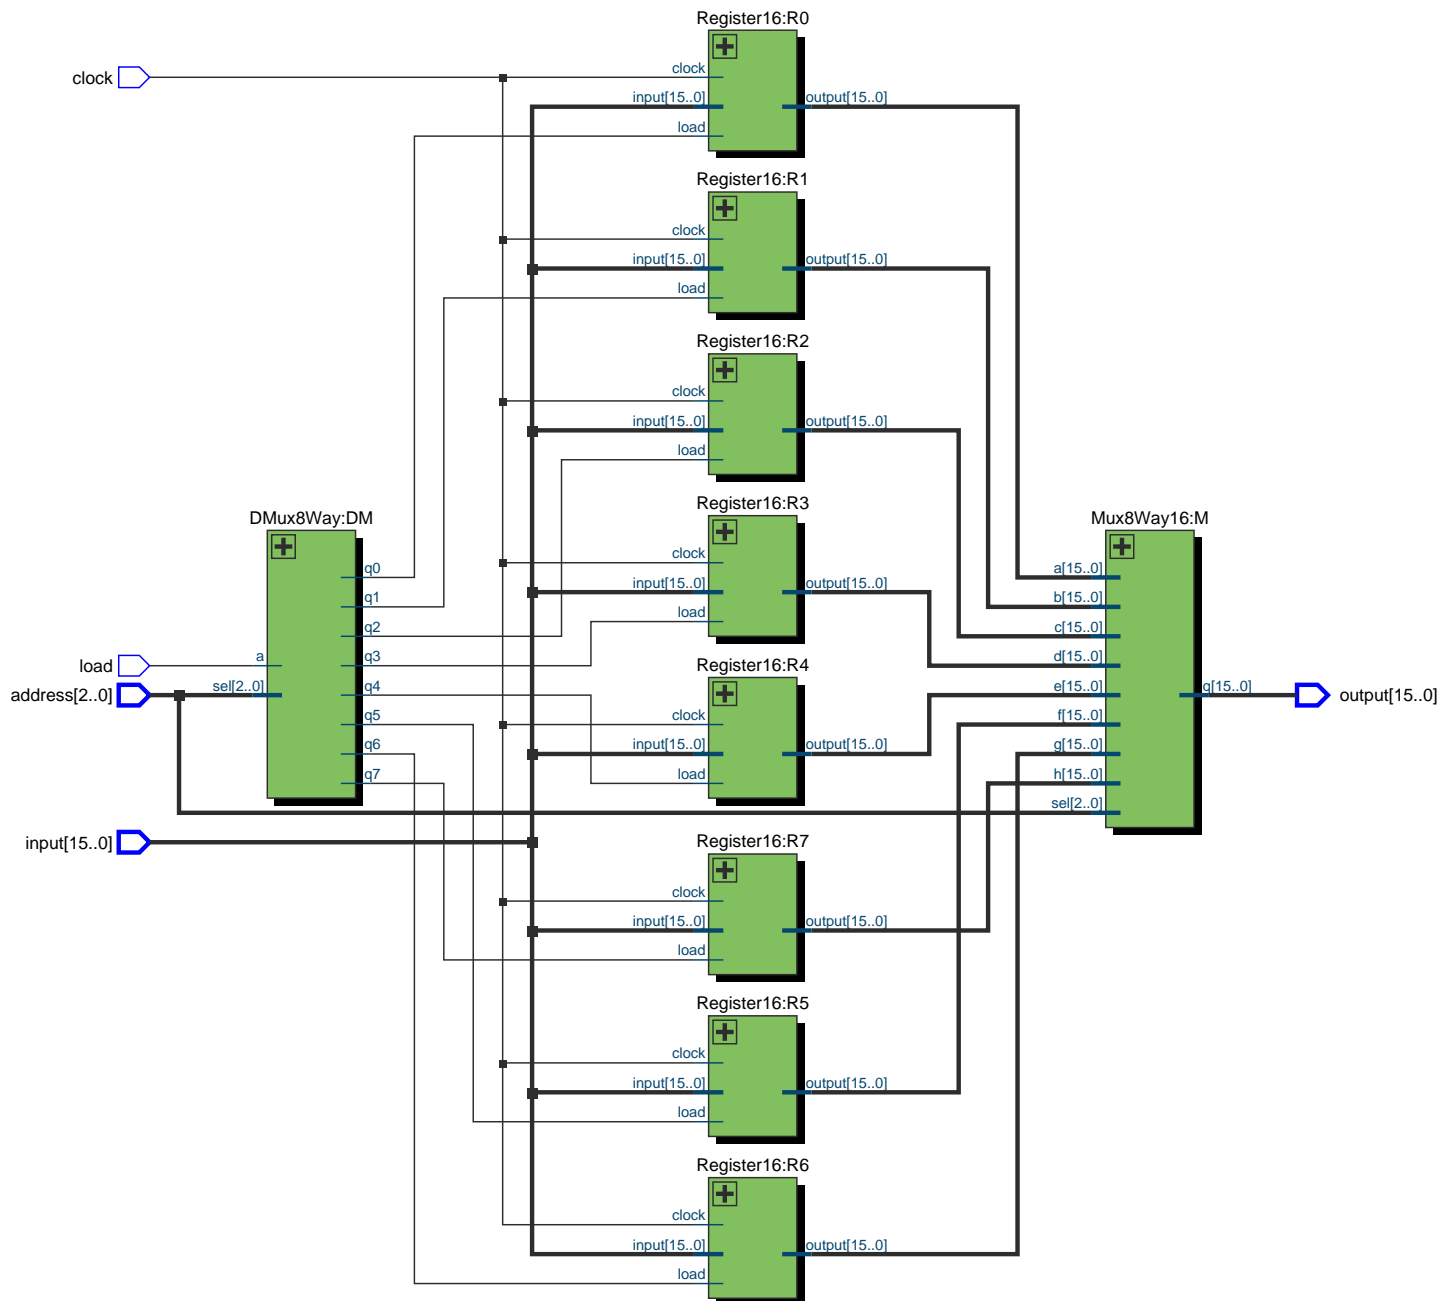 Register16:R0
clock
clock
input[15..0]
output[15..0]
load
Register16:R1
clock
input[15..0]
output[15..0]
load
Register16:R2
clock
input[15..0]
output[15..0]
load
Register16:R3
clock
input[15..0]
output[15..0]
load
Register16:R4
clock
input[15..0]
output[15..0]
load
DMux8Way:DM
q0
q1
q2
q3
q4
q5
q6
q7
a
sel[2..0]
load
address[2..0]
input[15..0]
Mux8Way16:M
a[15..0]
b[15..0]
c[15..0]
d[15..0]
e[15..0]
f[15..0]
g[15..0]
h[15..0]
sel[2..0]
q[15..0]
output[15..0]
Register16:R7
clock
input[15..0]
output[15..0]
load
Register16:R5
clock
input[15..0]
output[15..0]
load
Register16:R6
clock
input[15..0]
output[15..0]
load